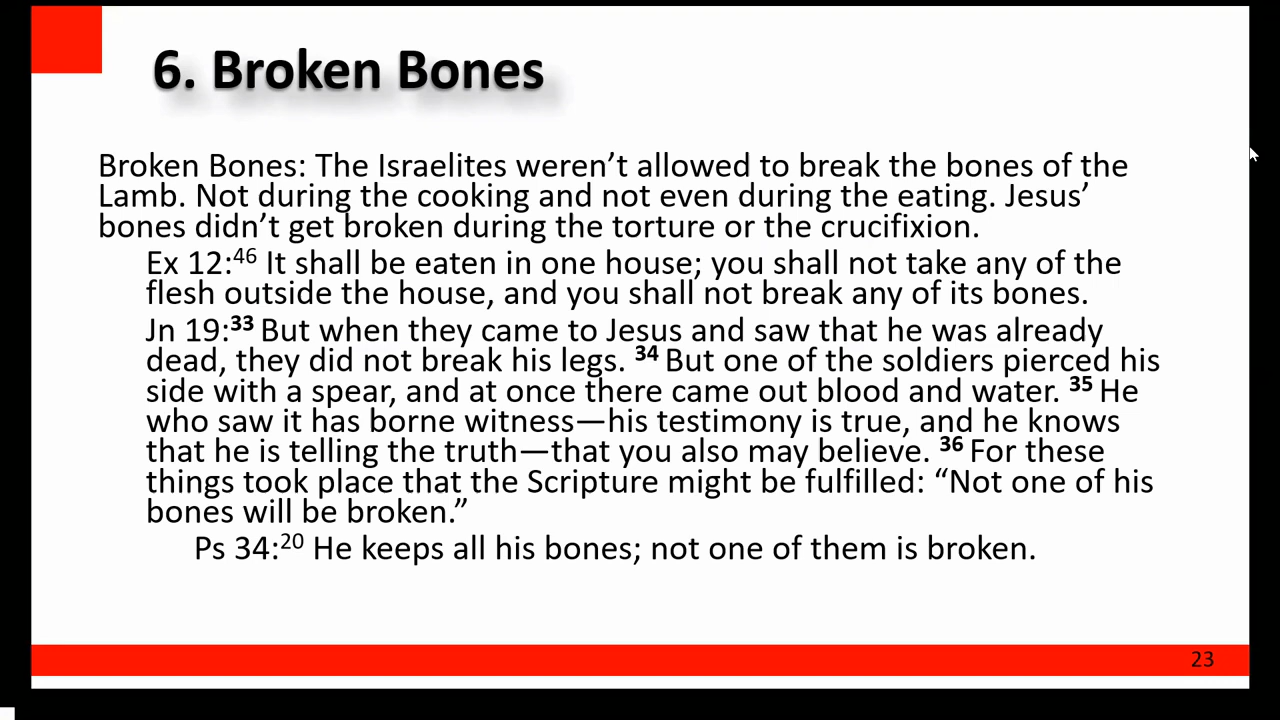 6. Broken Bones
Broken Bones: The Israelites weren’t allowed to break the bones of the
Lamb. Not during the cooking and not even during the eating. Jesus’
bones didn’t get broken during the torture or the crucifixion.
Ex 12:46 It shall be eaten in one house; you shall not take any of the
flesh outside the house, and you shall not break any of its bones.
Jn 19:33 But when they came to Jesus and saw that he was already
dead, they did not break his legs. 34 But one of the soldiers pierced his
side with a spear, and at once there came out blood and water. 35 He
who saw it has borne witness—his testimony is true, and he knows
that he is telling the truth—that you also may believe. 36 For these
things took place that the Scripture might be fulfilled: “Not one of his
bones will be broken.”
Ps 34:20 He keeps all his bones; not one of them is broken.
23